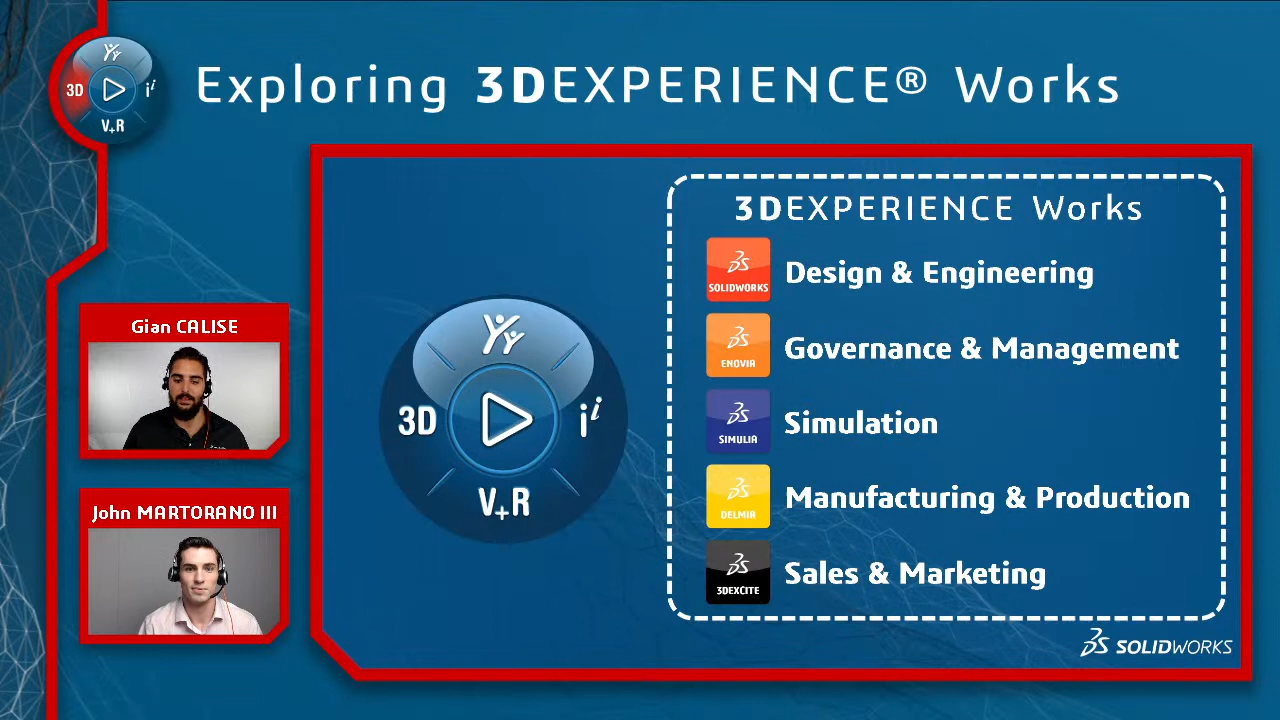 3D
i
V+R
Exploring 3DEXPERIENCE® Works
Gian CALISE
John MARTORANO III
3D
i
V+R
3DEXPERIENCE Works
SOLIDWORKS
Design & Engineering
ENOVIA
Governance & Management
SIMULIA
Simulation
DELMIA
Manufacturing & Production
3DEXCITE
Sales & Marketing
SOLIDWORKS